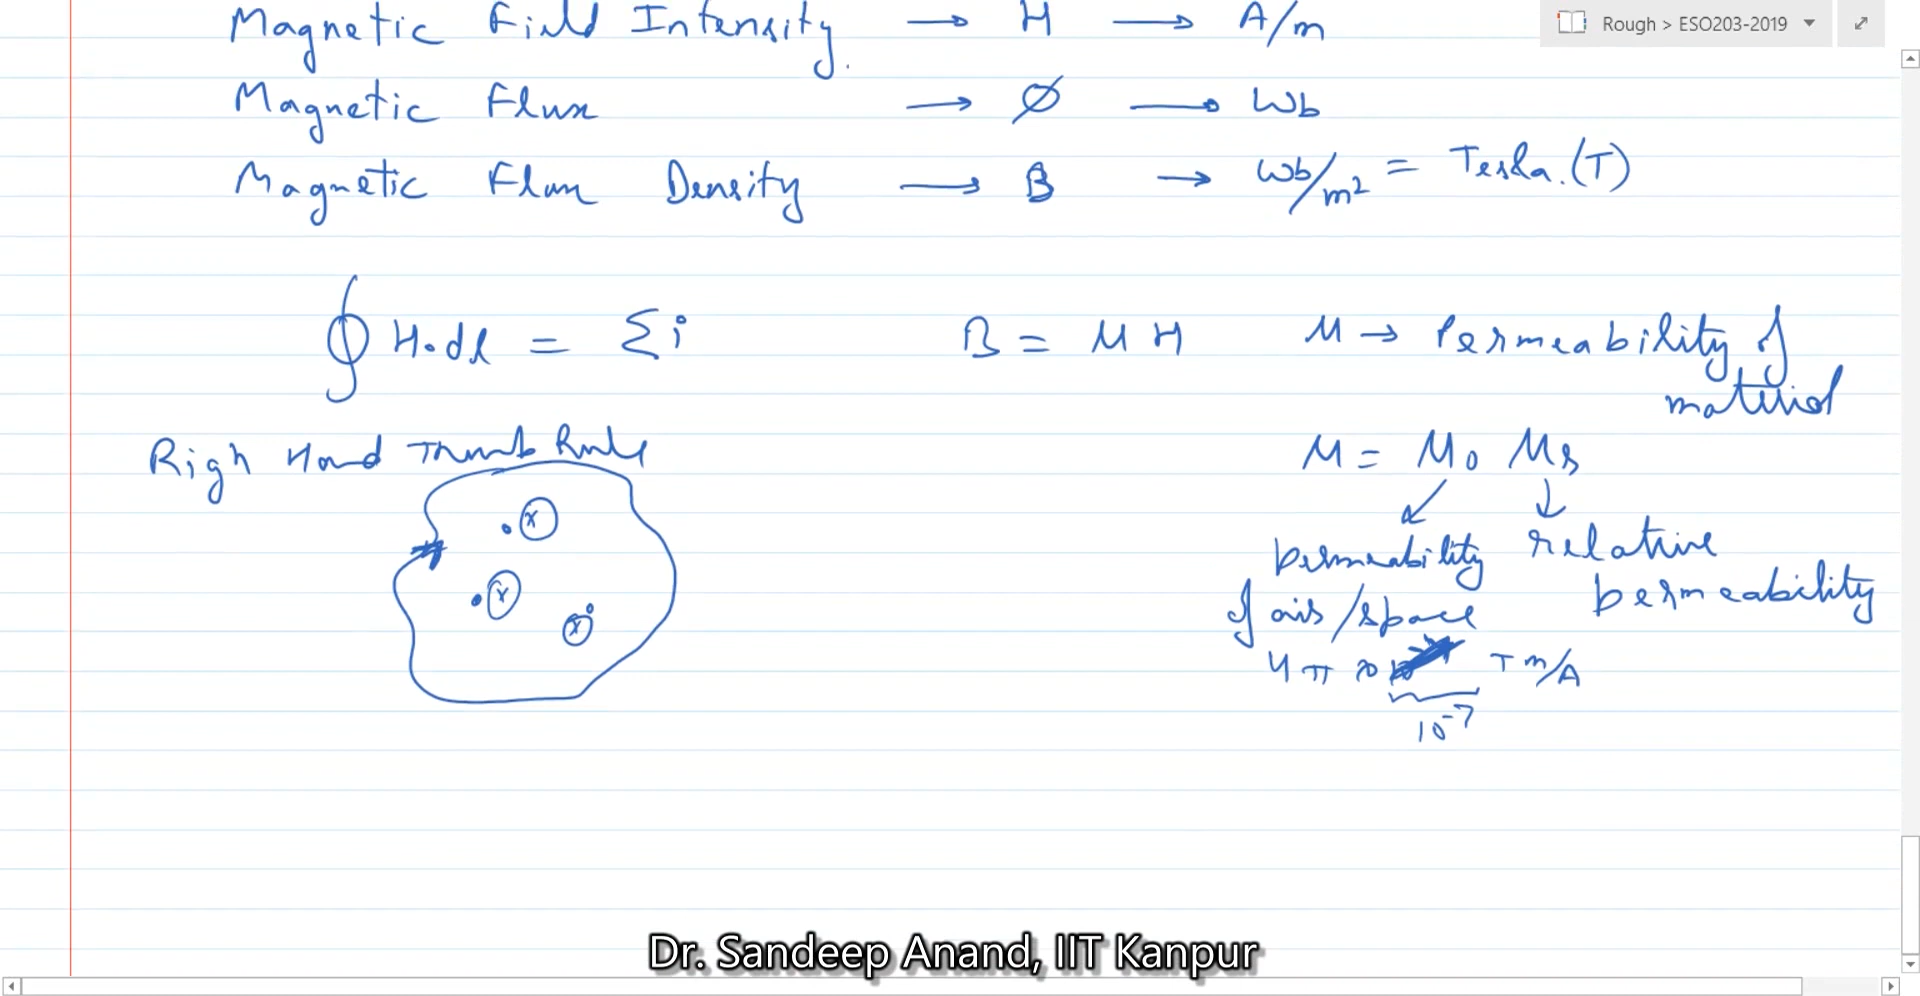 Rough > ESO203-2019
Magnetic Field Intensity. → H → A/m
Magnetic Flux → Ø → Wb
Magnetic Flux Density → B → Wb/m² = Tesla. (T)
∮ H.dl = Σi B = μ H μ → Permeability of
material
Righ Hand Thumb Rule μ = μ₀ μr
permeability relative
of air/space permeability
4π × T m/A
10⁻⁷
Dr. Sandeep Anand, IIT Kanpur